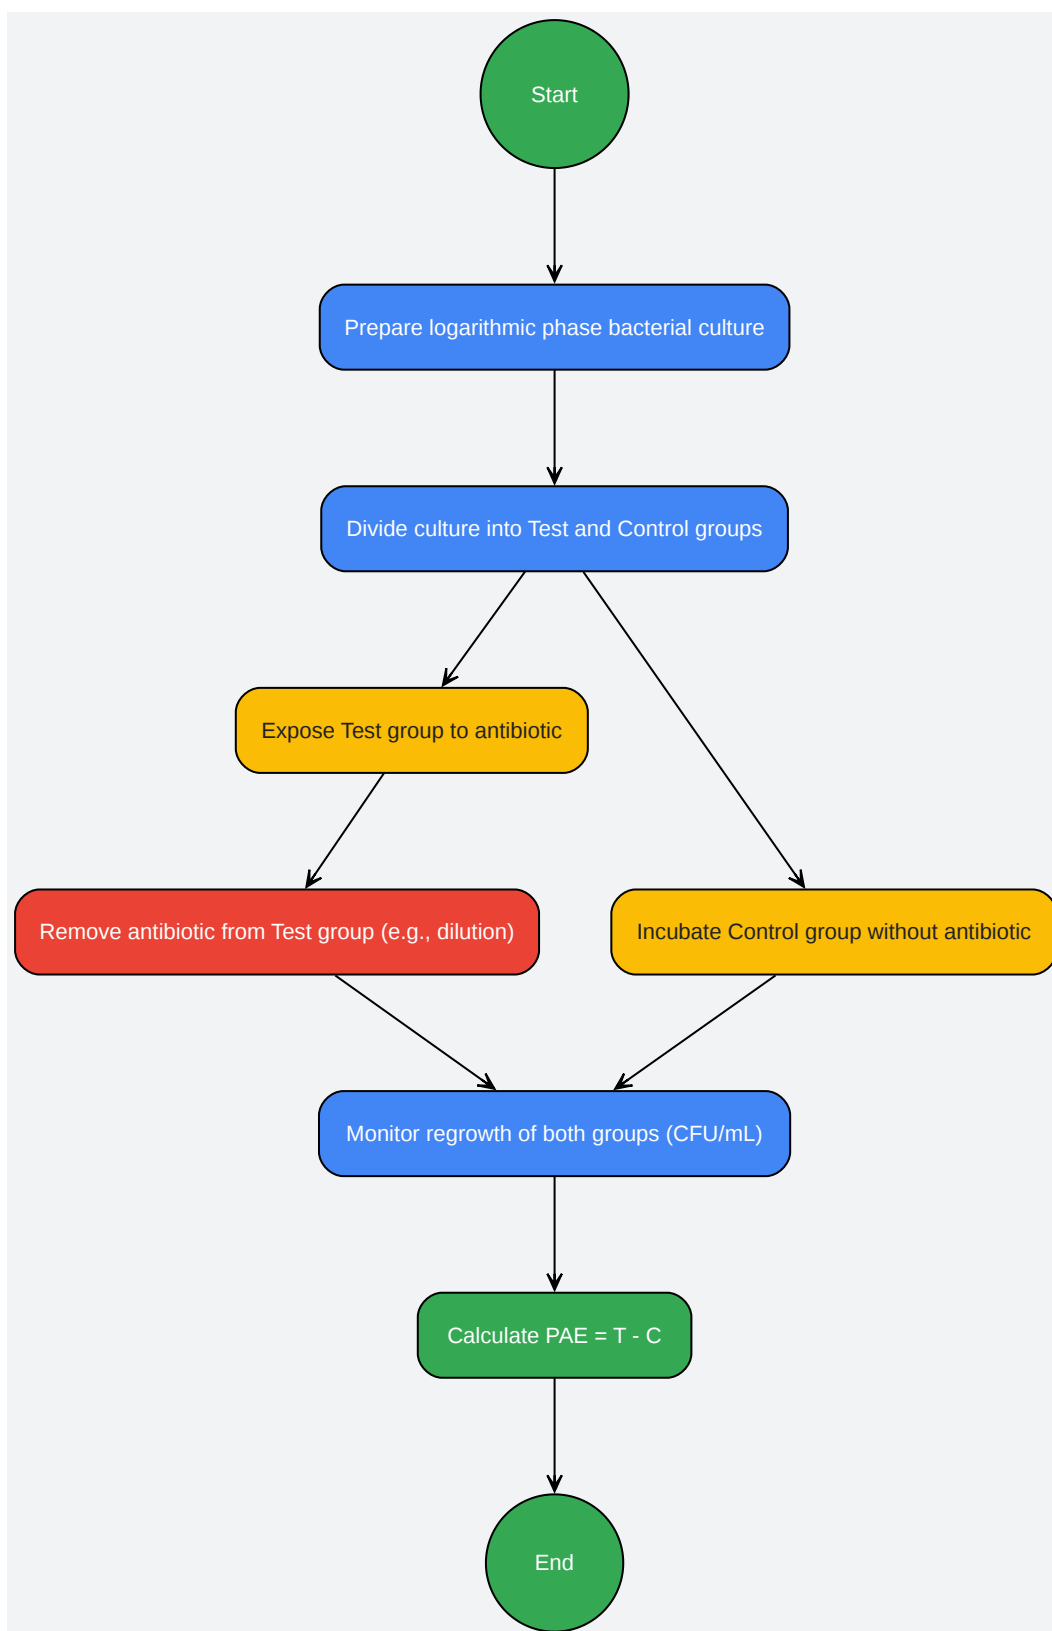 Start
Prepare logarithmic phase bacterial culture
Divide culture into Test and Control groups
Expose Test group to antibiotic
Remove antibiotic from Test group (e.g., dilution)
Incubate Control group without antibiotic
Monitor regrowth of both groups (CFU/mL)
Calculate PAE = T - C
End